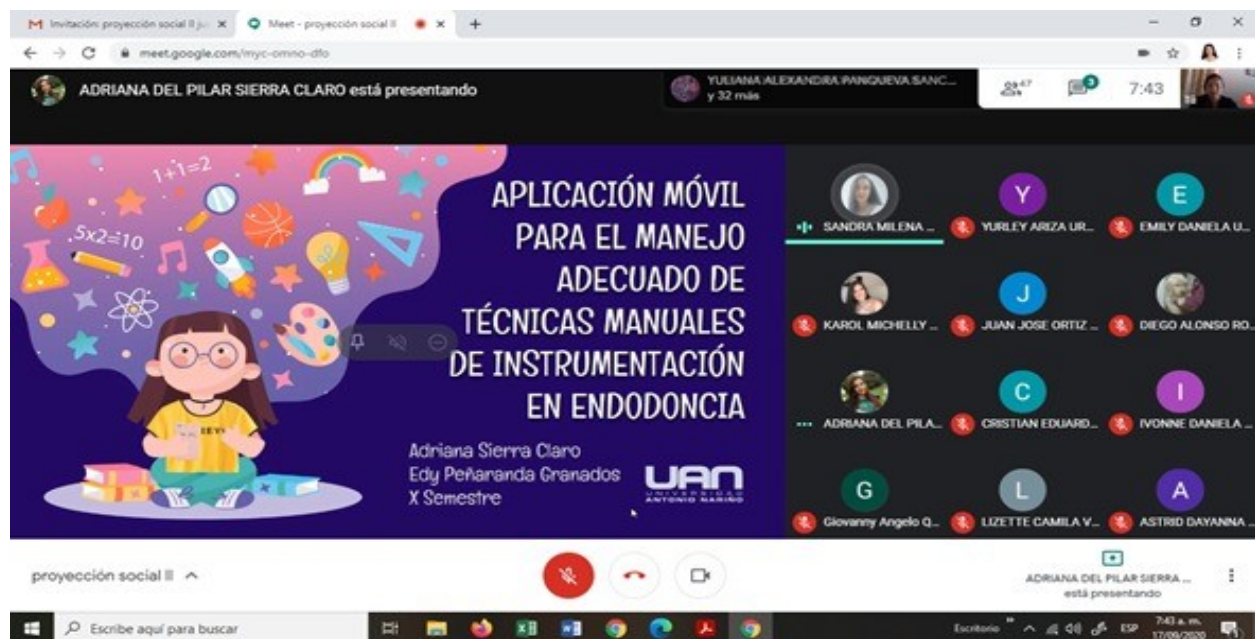 Invitación: proyección social II ju
Meet - proyección social II
meet.google.com/myc-omno-dfo
ADRIANA DEL PILAR SIERRA CLARO está presentando
YULIANA ALEXANDRA PANQUEVA SANC...
y 32 más
47
3
7:43
1+1=2
5x2=10
APLICACIÓN MÓVIL
PARA EL MANEJO
ADECUADO DE
TÉCNICAS MANUALES
DE INSTRUMENTACIÓN
EN ENDODONCIA
Adriana Sierra Claro
Edy Peñaranda Granados
X Semestre
UAN
UNIVERSIDAD
ANTONIO NARIÑO
Y
E
SANDRA MILENA ...
YURLEY ARIZA UR...
EMILY DANIELA U...
J
KAROL MICHELLY ...
JUAN JOSE ORTIZ ...
DIEGO ALONSO RO...
C
I
ADRIANA DEL PILA...
CRISTIAN EDUARD...
IVONNE DANIELA ...
G
L
A
Giovanny Angelo Q...
LIZETTE CAMILA V...
ASTRID DAYANNA ...
proyección social II
ADRIANA DEL PILAR SIERRA ...
está presentando
Escribe aquí para buscar
Escritorio
ESP
7:43 a. m.
17/09/2020